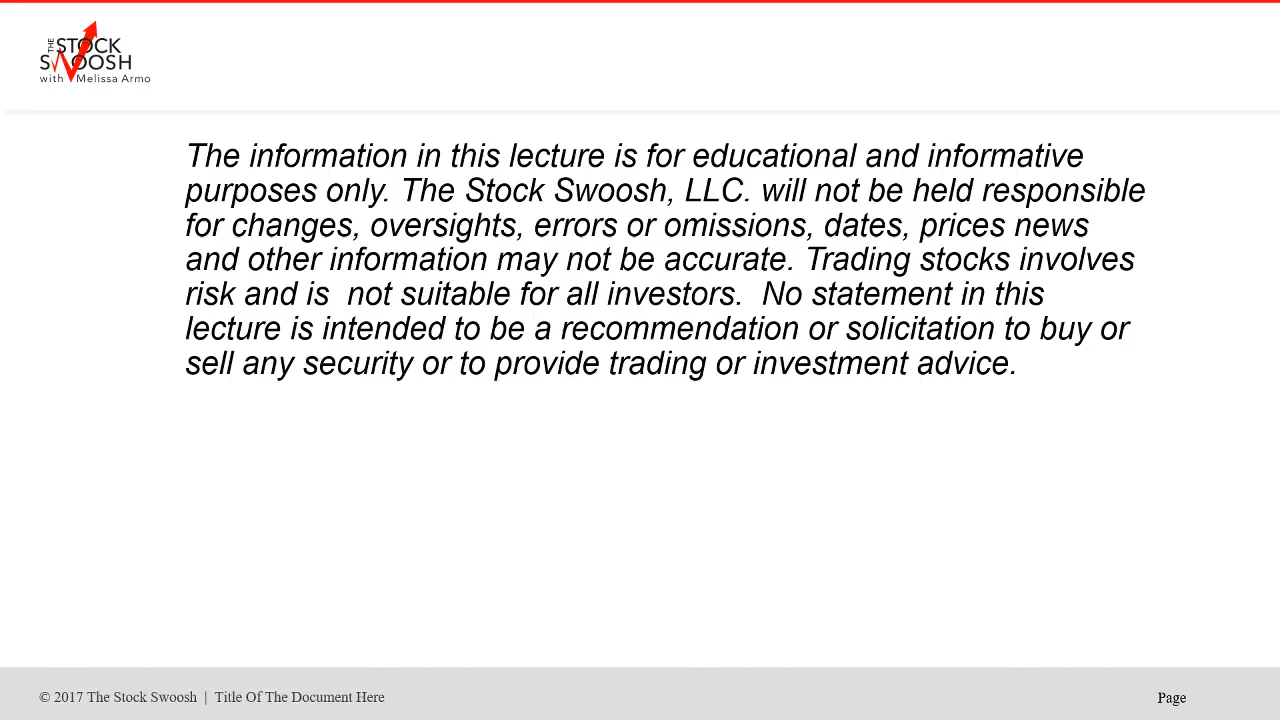 THE STOCK
SWOOSH
with Melissa Armo
The information in this lecture is for educational and informative
purposes only. The Stock Swoosh, LLC. will not be held responsible
for changes, oversights, errors or omissions, dates, prices news
and other information may not be accurate. Trading stocks involves
risk and is  not suitable for all investors.  No statement in this
lecture is intended to be a recommendation or solicitation to buy or
sell any security or to provide trading or investment advice.
© 2017 The Stock Swoosh | Title Of The Document Here
Page